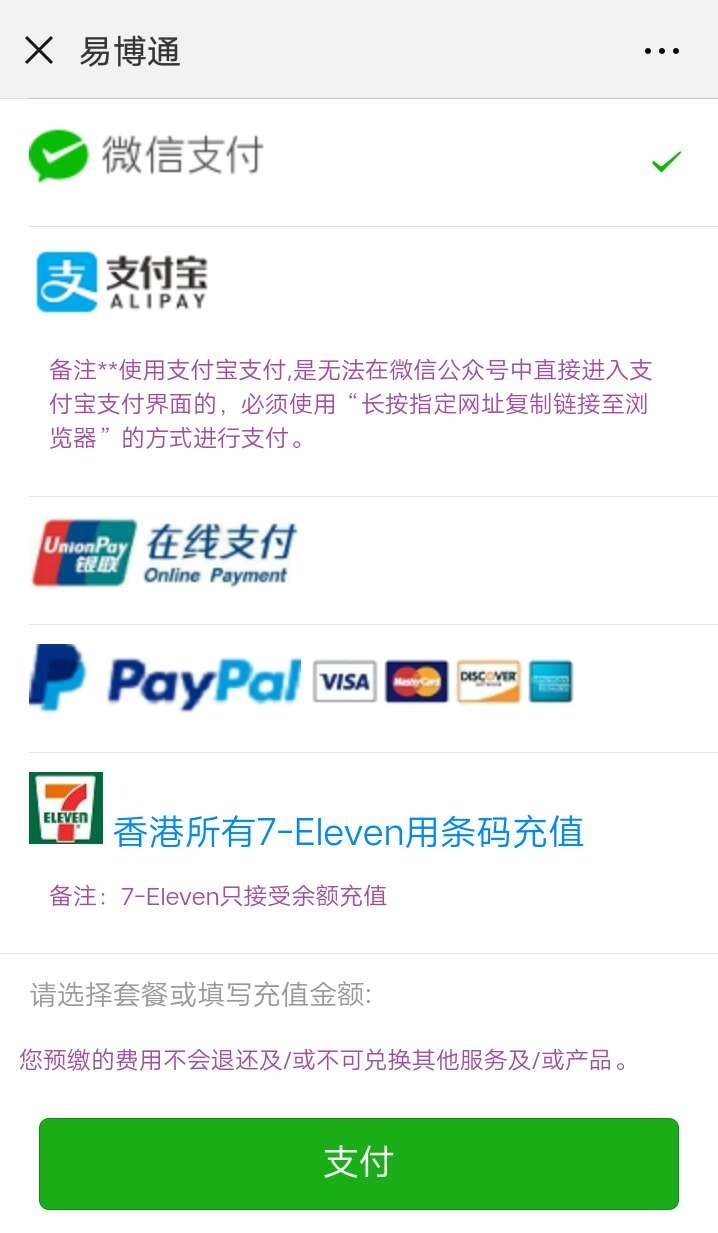 易博通
微信支付
支付宝
ALIPAY
备注**使用支付宝支付,是无法在微信公众号中直接进入支
付宝支付界面的，必须使用“长按指定网址复制链接至浏
览器”的方式进行支付。
UnionPay
银联
在线支付
Online Payment
PayPal VISA MasterCard DISCOVER
7
ELEVEN
香港所有7-Eleven用条码充值
备注：7-Eleven只接受余额充值
请选择套餐或填写充值金额:
您预缴的费用不会退还及/或不可兑换其他服务及/或产品。
支付